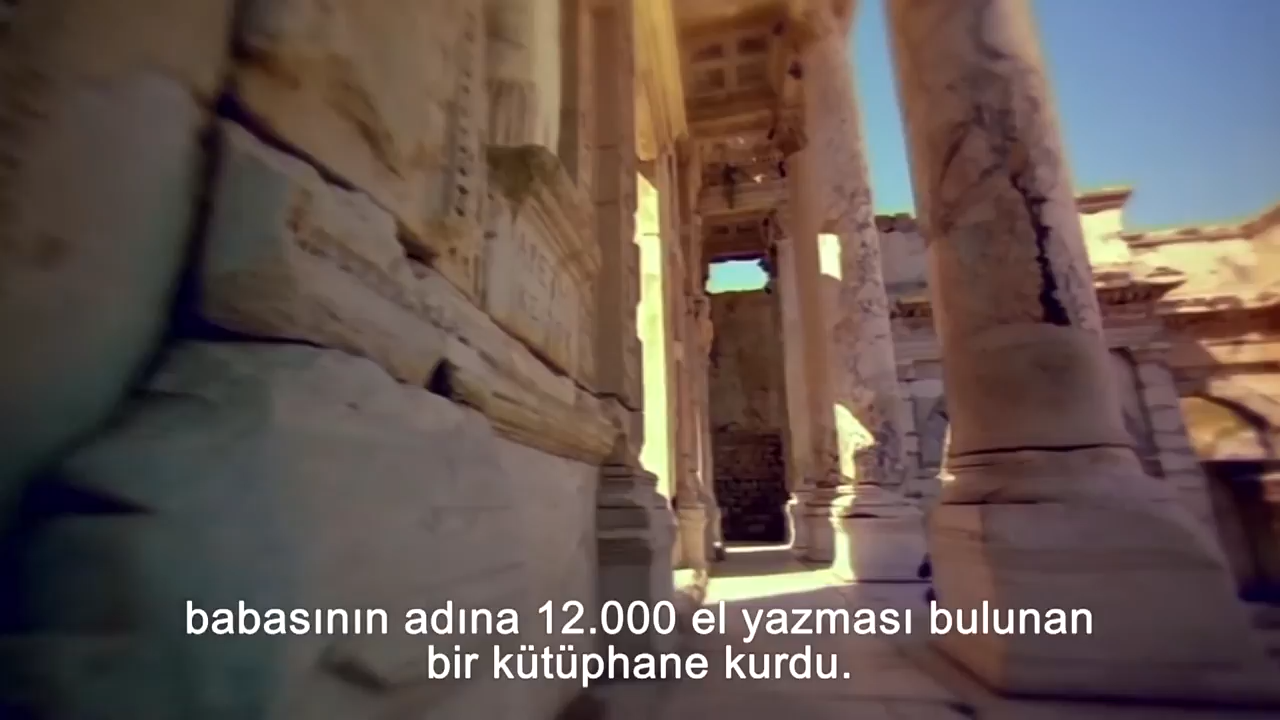 babasının adına 12.000 el yazması bulunan
bir kütüphane kurdu.